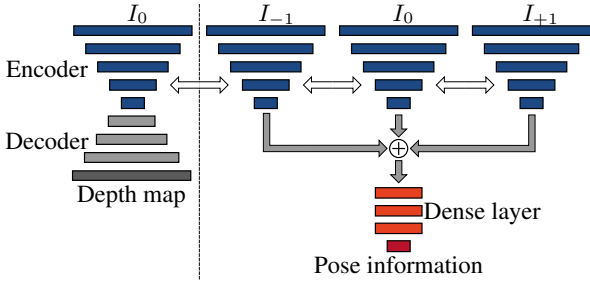 I₀ I₋₁ I₀ I₊₁
Encoder
Decoder
Depth map
Dense layer
Pose information